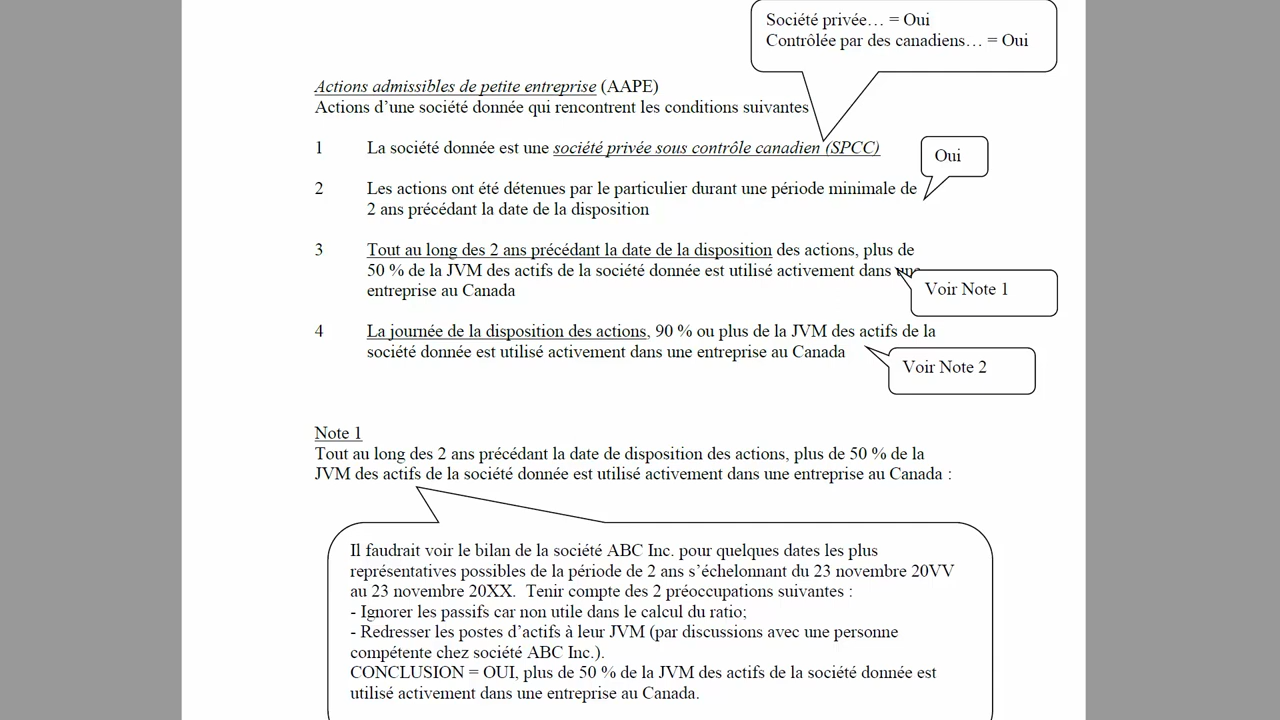 Société privée… = Oui
Contrôlée par des canadiens… = Oui
Actions admissibles de petite entreprise (AAPE)
Actions d’une société donnée qui rencontrent les conditions suivantes
1 La société donnée est une société privée sous contrôle canadien (SPCC)
Oui
2 Les actions ont été détenues par le particulier durant une période minimale de
2 ans précédant la date de la disposition
3 Tout au long des 2 ans précédant la date de la disposition des actions, plus de
50 % de la JVM des actifs de la société donnée est utilisé activement dans une
entreprise au Canada
Voir Note 1
4 La journée de la disposition des actions, 90 % ou plus de la JVM des actifs de la
société donnée est utilisé activement dans une entreprise au Canada
Voir Note 2
Note 1
Tout au long des 2 ans précédant la date de disposition des actions, plus de 50 % de la
JVM des actifs de la société donnée est utilisé activement dans une entreprise au Canada :
Il faudrait voir le bilan de la société ABC Inc. pour quelques dates les plus
représentatives possibles de la période de 2 ans s’échelonnant du 23 novembre 20VV
au 23 novembre 20XX. Tenir compte des 2 préoccupations suivantes :
- Ignorer les passifs car non utile dans le calcul du ratio;
- Redresser les postes d’actifs à leur JVM (par discussions avec une personne
compétente chez société ABC Inc.).
CONCLUSION = OUI, plus de 50 % de la JVM des actifs de la société donnée est
utilisé activement dans une entreprise au Canada.